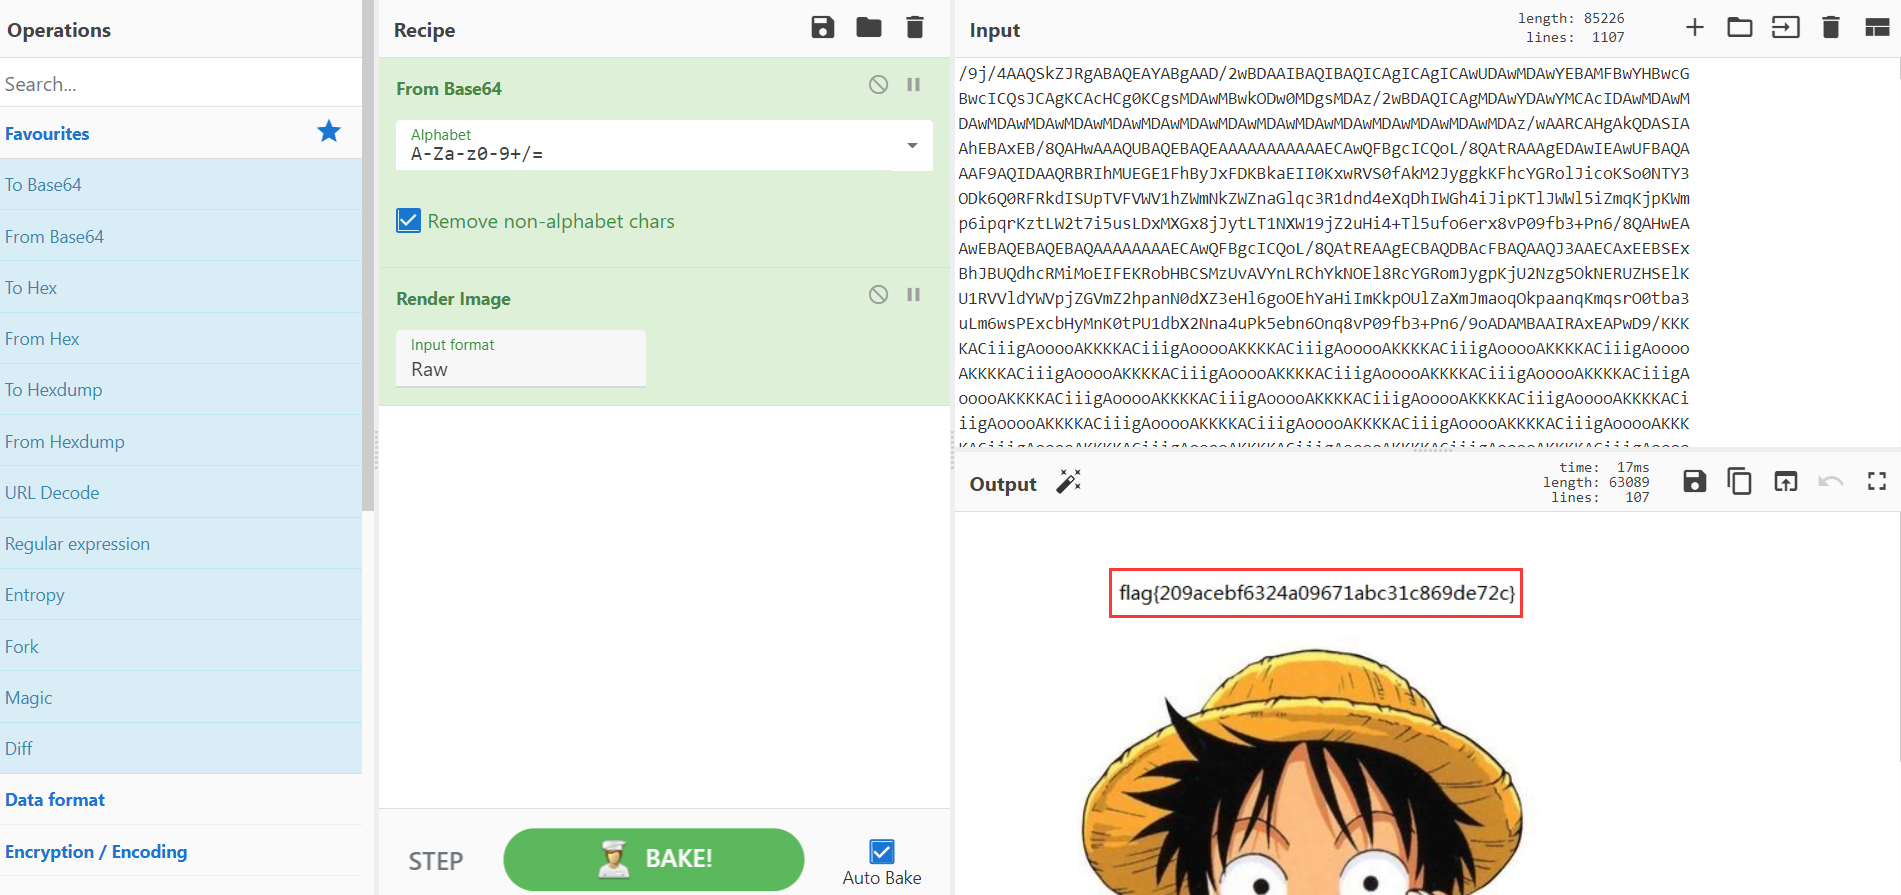 Operations
Search...
Favourites
To Base64
From Base64
To Hex
From Hex
To Hexdump
From Hexdump
URL Decode
Regular expression
Entropy
Fork
Magic
Diff
Data format
Encryption / Encoding
Recipe
From Base64
Alphabet
A-Za-z0-9+/=
Remove non-alphabet chars
Render Image
Input format
Raw
STEP
BAKE!
Auto Bake
Input
length: 85226
lines: 1107
/9j/4AAQSkZJRgABAQEAYABgAAD/2wBDAAIBAQIBAQICAgICAgICAwUDAwMDAwYEBAMFBwYHBwcG
BwcICQsJCAgKCAcHCg0KCgsMDAwMBwkODw0MDgsMDAz/2wBDAQICAgMDAwYDAwYMCAcIDAwMDAwM
DAwMDAwMDAwMDAwMDAwMDAwMDAwMDAwMDAwMDAwMDAwMDAwMDAwMDAwMDAz/wAARCAHgAkQDASIA
AhEBAxEB/8QAHwAAAQUBAQEBAQEAAAAAAAAAAAECAwQFBgcICQoL/8QAtRAAAgEDAwIEAwUFBAQA
AAF9AQIDAAQRBRIhMUEGE1FhByJxFDKBkaEII0KxwRVS0fAkM2JyggkKFhcYGRolJicoKSo0NTY3
ODk6Q0RFRkdISUpTVFVWV1hZWmNkZWZnaGlqc3R1dnd4eXqDhIWGh4iJipKTlJWWl5iZmqKjpKWm
p6ipqrKztLW2t7i5usLDxMXGx8jJytLT1NXW19jZ2uHi4+Tl5ufo6erx8vP09fb3+Pn6/8QAHwEA
AwEBAQEBAQEBAQAAAAAAAAECAwQFBgcICQoL/8QAtREAAgECBAQDBAcFBAQAAQJ3AAECAxEEBSEx
BhJBUQdhcRMiMoEIFEKRobHBCSMzUvAVYnLRChYkNOEl8RcYGRomJygpKjU2Nzg5OkNERUZHSElK
U1RVVldYWVpjZGVmZ2hpanN0dXZ3eHl6goOEhYaHiImKkpOUlZaXmJmaoqOkpaanqKmqsrO0tba3
uLm6wsPExcbHyMnK0tPU1dbX2Nna4uPk5ebn6Onq8vP09fb3+Pn6/9oADAMBAAIRAxEAPwD9/KKK
KACiiigAooooAKKKKACiiigAooooAKKKKACiiigAooooAKKKKACiiigAooooAKKKKACiiigAoooo
AKKKKACiiigAooooAKKKKACiiigAooooAKKKKACiiigAooooAKKKKACiiigAooooAKKKKACiiigA
ooooAKKKKACiiigAooooAKKKKACiiigAooooAKKKKACiiigAooooAKKKKACiiigAooooAKKKKACi
iigAooooAKKKKACiiigAooooAKKKKACiiigAooooAKKKKACiiigAooooAKKKKACiiigAooooAKKK
Output
time: 17ms
length: 63089
lines: 107
flag{209acebf6324a09671abc31c869de72c}